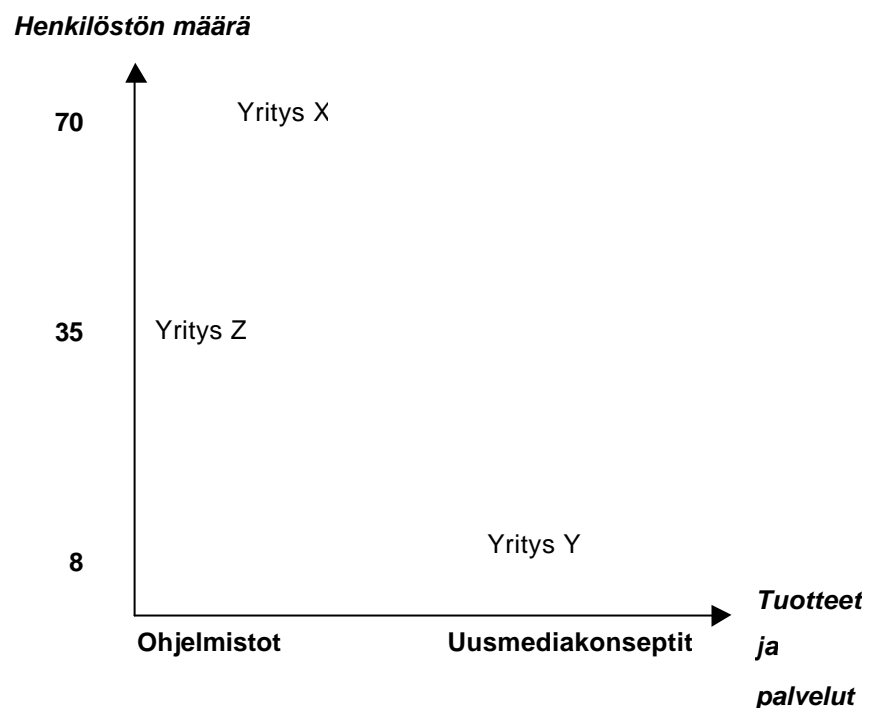 Henkilöstön määrä
70
Yritys X
35
Yritys Z
Yritys Y
8
Tuotteet
ja
palvelut
Ohjelmistot
Uusmediakonseptit